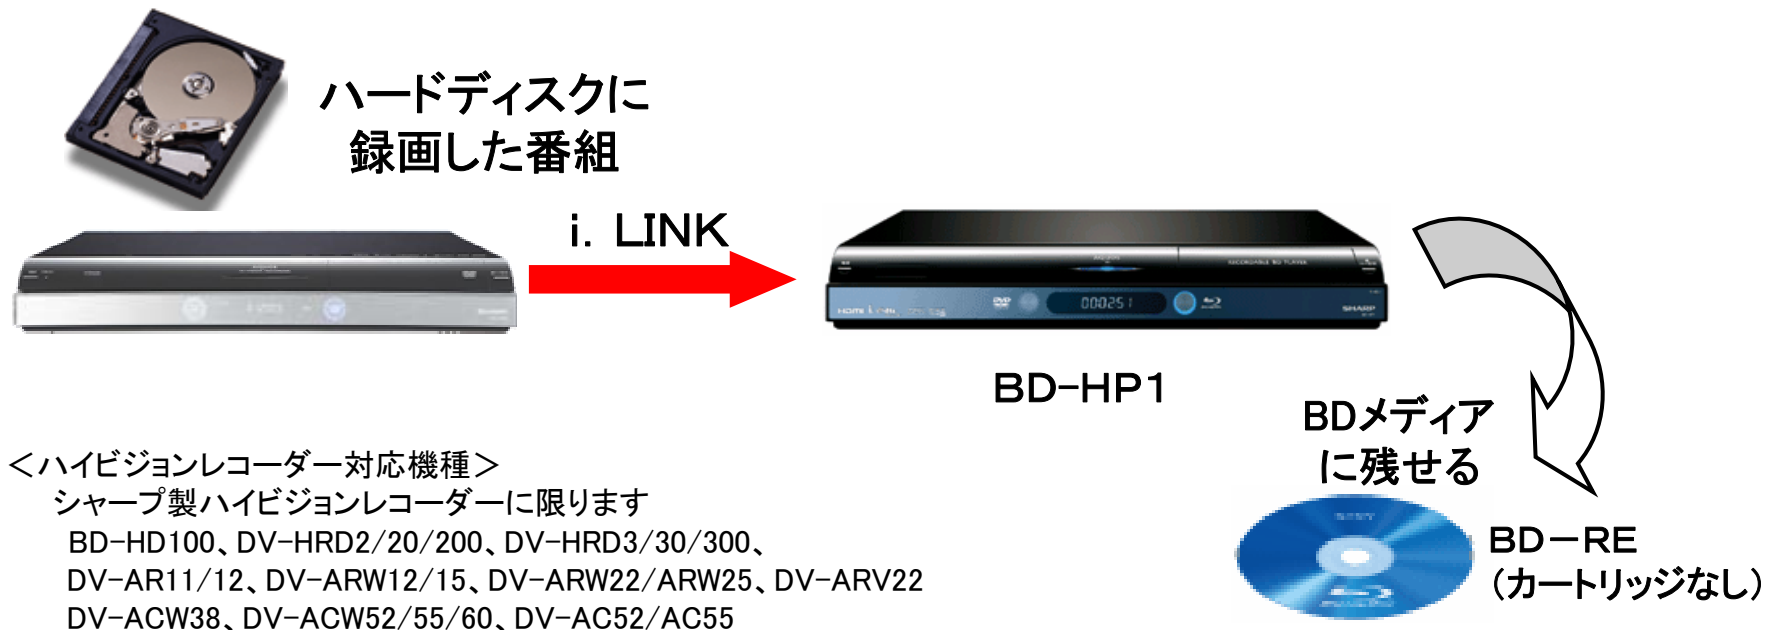 ハードディスクに
録画した番組
i. LINK
000251
SHARP
BD-HP1
BDメディア
に残せる
BD-RE
（カートリッジなし）
＜ハイビジョンレコーダー対応機種＞
シャープ製ハイビジョンレコーダーに限ります
BD-HD100、DV-HRD2/20/200、DV-HRD3/30/300、
DV-AR11/12、DV-ARW12/15、DV-ARW22/ARW25、DV-ARV22
DV-ACW38、DV-ACW52/55/60、DV-AC52/AC55